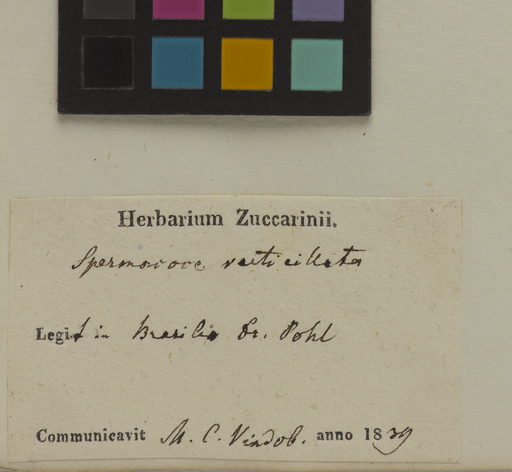 Herbarium Zuccarinii.
Spermacoce verticillata
Legit in Brasilia Dr. Pohl
Communicavit M. C. Vindob. anno 1839